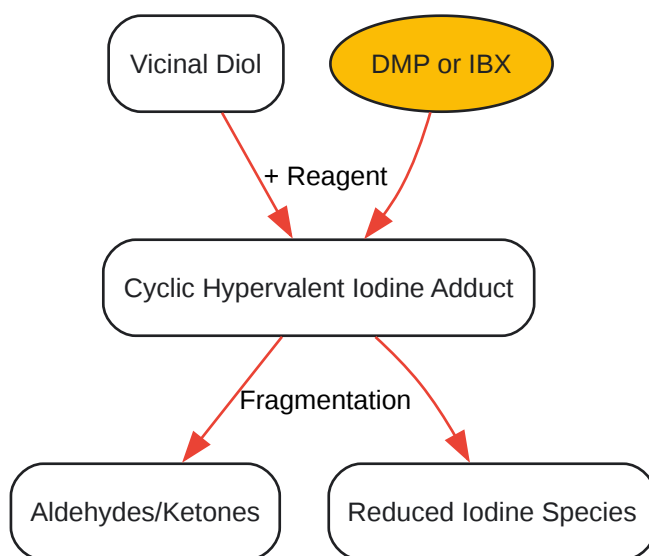 Vicinal Diol
DMP or IBX
+ Reagent
Cyclic Hypervalent Iodine Adduct
Fragmentation
Aldehydes/Ketones
Reduced Iodine Species